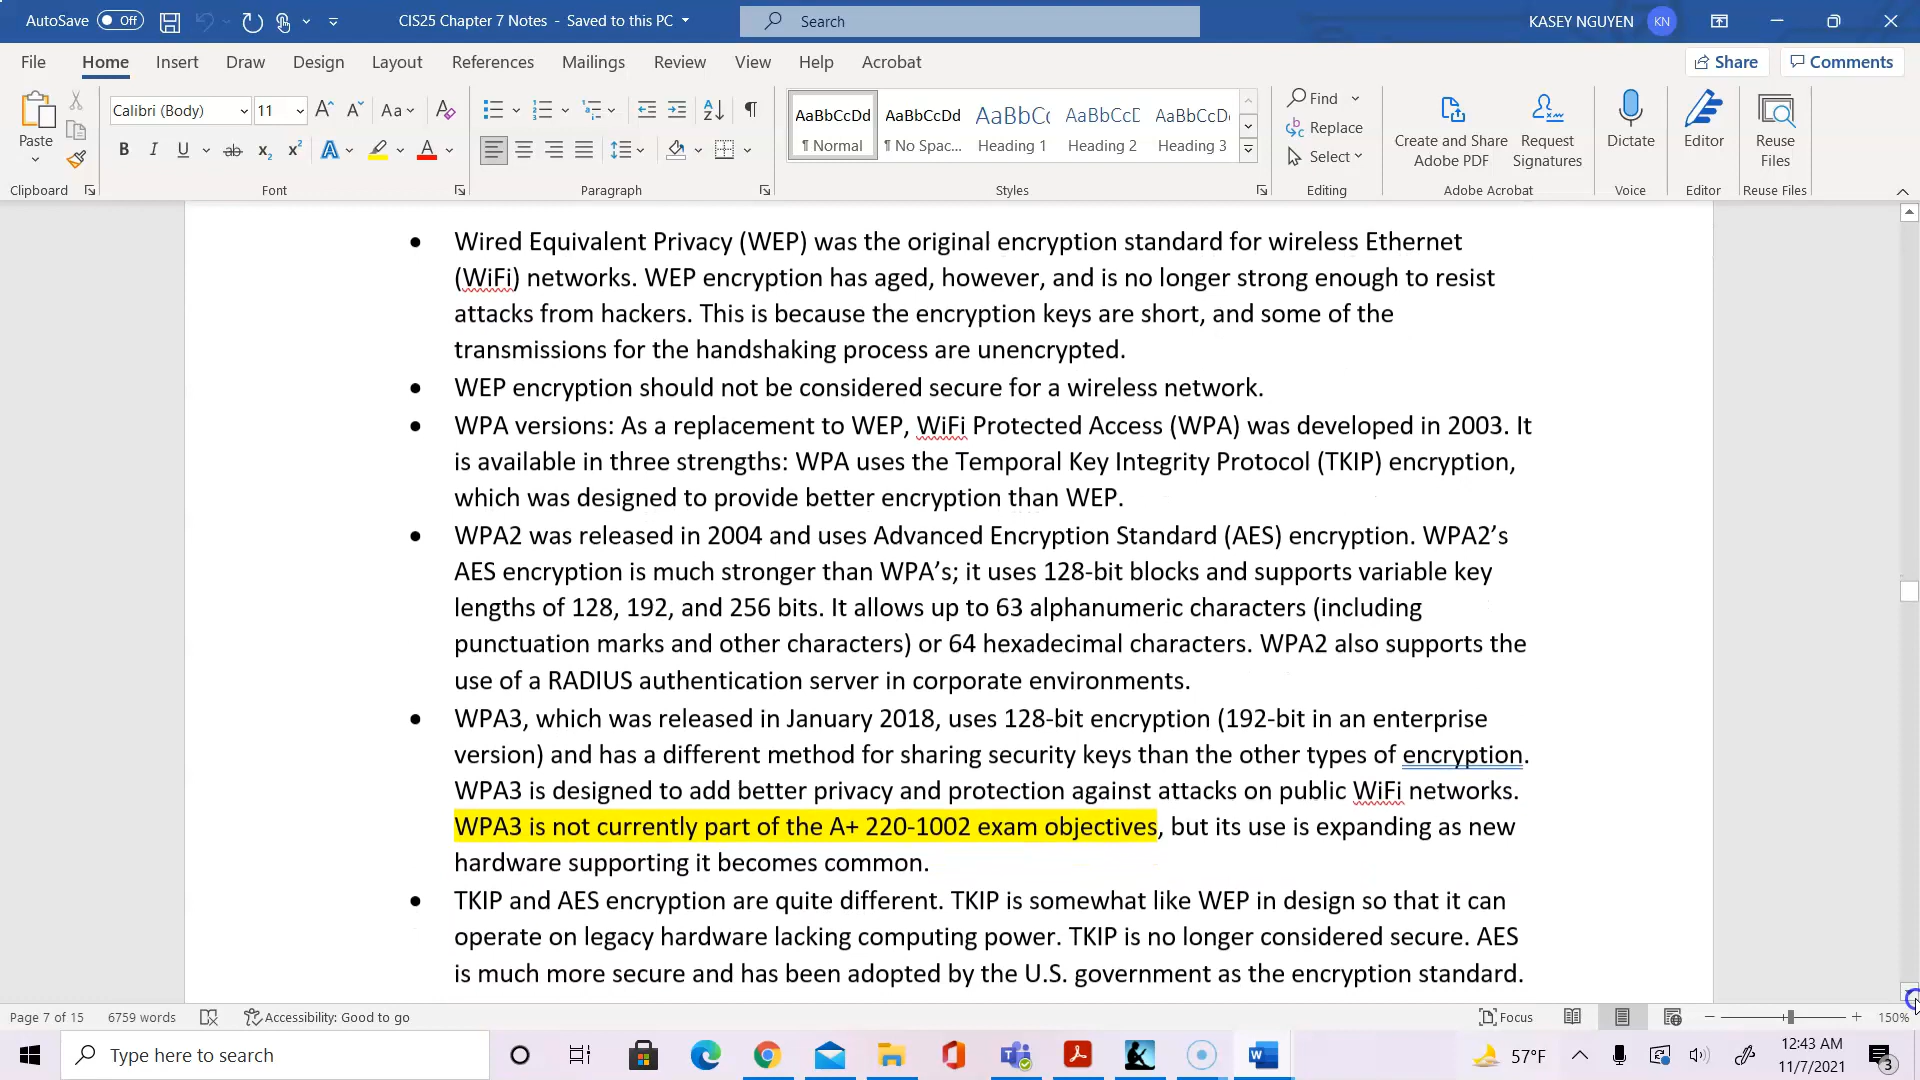 AutoSave Off CIS25 Chapter 7 Notes - Saved to this PC Search KASEY NGUYEN KN
File Home Insert Draw Design Layout References Mailings Review View Help Acrobat Share Comments
Calibri (Body) 11 Aa
AaBbCcDd AaBbCcDd AaBbCc AaBbCcD AaBbCcD
Find
Replace
Select
Paste
B I U ab x₂ x² A A
¶ Normal ¶ No Spac... Heading 1 Heading 2 Heading 3
Create and Share Adobe PDF
Request Signatures
Dictate
Editor
Reuse Files
Clipboard Font Paragraph Styles Editing Adobe Acrobat Voice Editor Reuse Files
• Wired Equivalent Privacy (WEP) was the original encryption standard for wireless Ethernet
(WiFi) networks. WEP encryption has aged, however, and is no longer strong enough to resist
attacks from hackers. This is because the encryption keys are short, and some of the
transmissions for the handshaking process are unencrypted.
• WEP encryption should not be considered secure for a wireless network.
• WPA versions: As a replacement to WEP, WiFi Protected Access (WPA) was developed in 2003. It
is available in three strengths: WPA uses the Temporal Key Integrity Protocol (TKIP) encryption,
which was designed to provide better encryption than WEP.
• WPA2 was released in 2004 and uses Advanced Encryption Standard (AES) encryption. WPA2’s
AES encryption is much stronger than WPA’s; it uses 128-bit blocks and supports variable key
lengths of 128, 192, and 256 bits. It allows up to 63 alphanumeric characters (including
punctuation marks and other characters) or 64 hexadecimal characters. WPA2 also supports the
use of a RADIUS authentication server in corporate environments.
• WPA3, which was released in January 2018, uses 128-bit encryption (192-bit in an enterprise
version) and has a different method for sharing security keys than the other types of encryption.
WPA3 is designed to add better privacy and protection against attacks on public WiFi networks.
WPA3 is not currently part of the A+ 220-1002 exam objectives, but its use is expanding as new
hardware supporting it becomes common.
• TKIP and AES encryption are quite different. TKIP is somewhat like WEP in design so that it can
operate on legacy hardware lacking computing power. TKIP is no longer considered secure. AES
is much more secure and has been adopted by the U.S. government as the encryption standard.
Page 7 of 15 6759 words Accessibility: Good to go Focus 150%
Type here to search 57°F 12:43 AM
11/7/2021 3